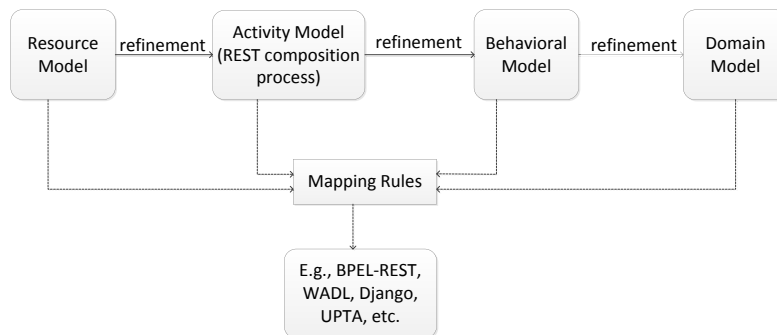 Resource
Model
refinement
Activity Model
(REST composition
process)
refinement
Behavioral
Model
refinement
Domain
Model
Mapping Rules
E.g., BPEL-REST,
WADL, Django,
UPTA, etc.